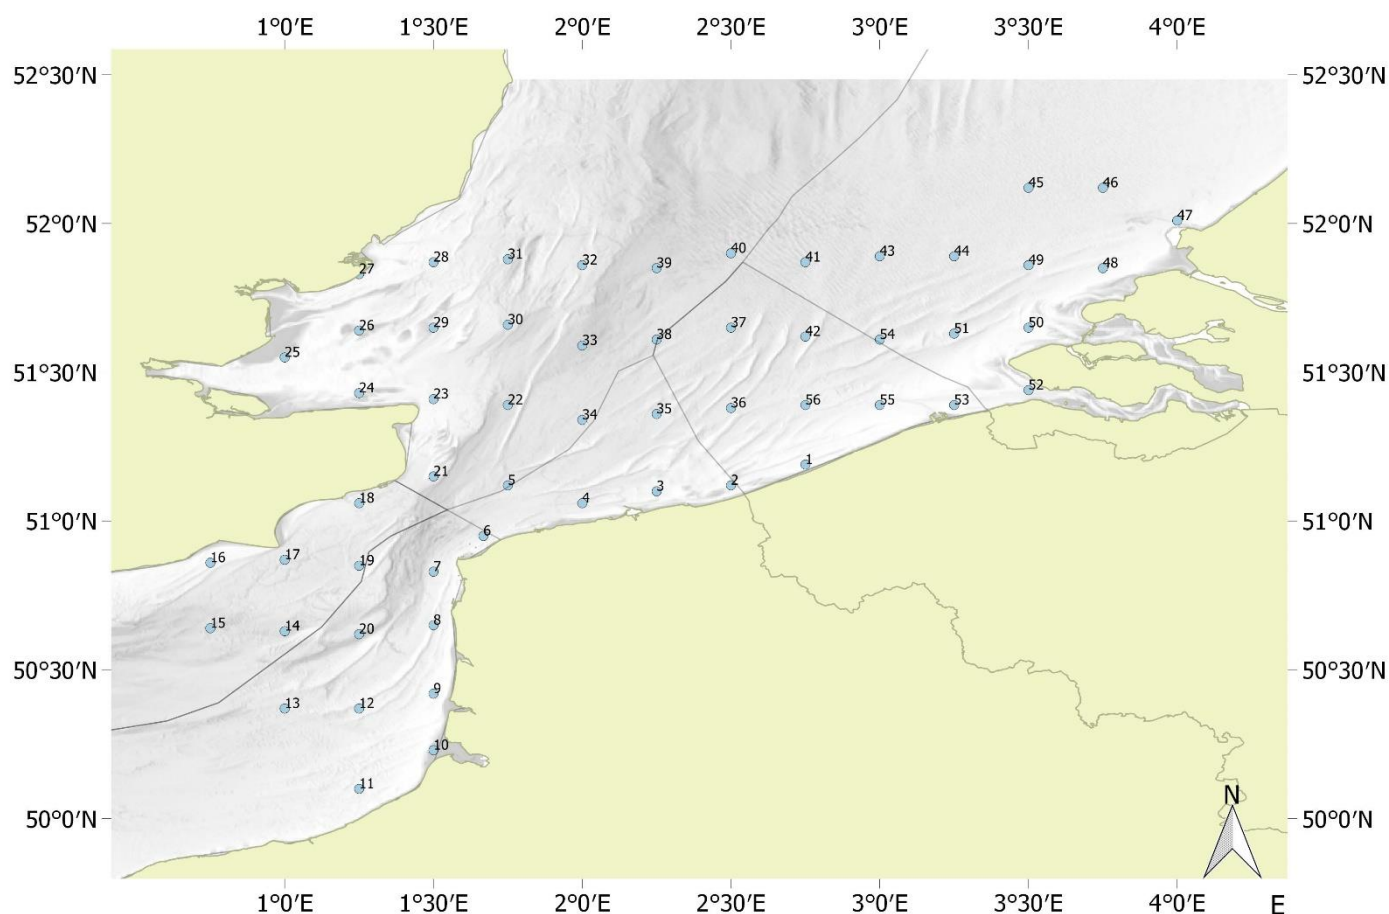 1°0′E 1°30′E 2°0′E 2°30′E 3°0′E 3°30′E 4°0′E
52°30′N 52°30′N
45 46
52°0′N 47 52°0′N
40
28 31 32 39 41 43 44 49 48
27
26 29 30 33 38 37 42 54 51 50
25
51°30′N 51°30′N
24 23 22 34 35 36 56 55 53 52
21 5 4 3 2 1
18
51°0′N 6 51°0′N
16 17 19 7
15 14 20 8
50°30′N 50°30′N
13 12 9
10
11
50°0′N N 50°0′N
1°0′E 1°30′E 2°0′E 2°30′E 3°0′E 3°30′E 4°0′E E